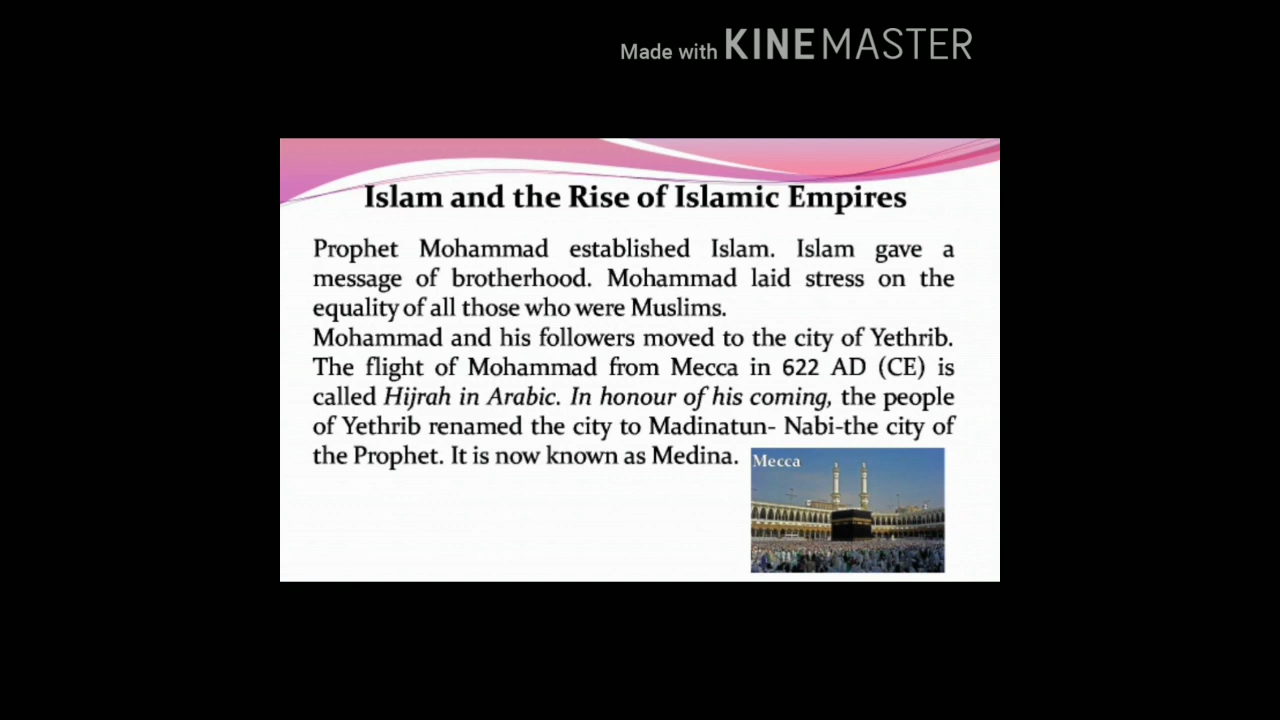 Made with KINEMASTER
Islam and the Rise of Islamic Empires
Prophet Mohammad established Islam. Islam gave a
message of brotherhood. Mohammad laid stress on the
equality of all those who were Muslims.
Mohammad and his followers moved to the city of Yethrib.
The flight of Mohammad from Mecca in 622 AD (CE) is
called Hijrah in Arabic. In honour of his coming, the people
of Yethrib renamed the city to Madinatun- Nabi-the city of
the Prophet. It is now known as Medina.
Mecca